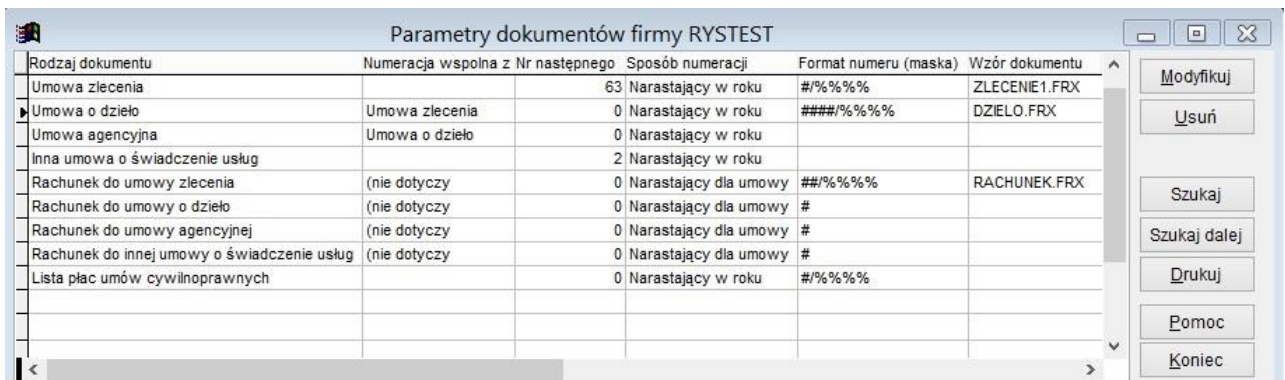 Parametry dokumentów firmy RYSTEST
Rodzaj dokumentu Numeracja wspolna z Nr następnego Sposób numeracji Format numeru (maska) Wzór dokumentu
Umowa zlecenia 63 Narastający w roku #/%%%% ZLECENIE1.FRX
Umowa o dzieło Umowa zlecenia 0 Narastający w roku ####/%%%% DZIELO.FRX
Umowa agencyjna Umowa o dzieło 0 Narastający w roku
Inna umowa o świadczenie usług 2 Narastający w roku
Rachunek do umowy zlecenia (nie dotyczy 0 Narastający dla umowy ##/%%%% RACHUNEK.FRX
Rachunek do umowy o dzieło (nie dotyczy 0 Narastający dla umowy #
Rachunek do umowy agencyjnej (nie dotyczy 0 Narastający dla umowy #
Rachunek do innej umowy o świadczenie usług (nie dotyczy 0 Narastający dla umowy #
Lista płac umów cywilnoprawnych 0 Narastający w roku #/%%%%
Modyfikuj
Usuń
Szukaj
Szukaj dalej
Drukuj
Pomoc
Koniec